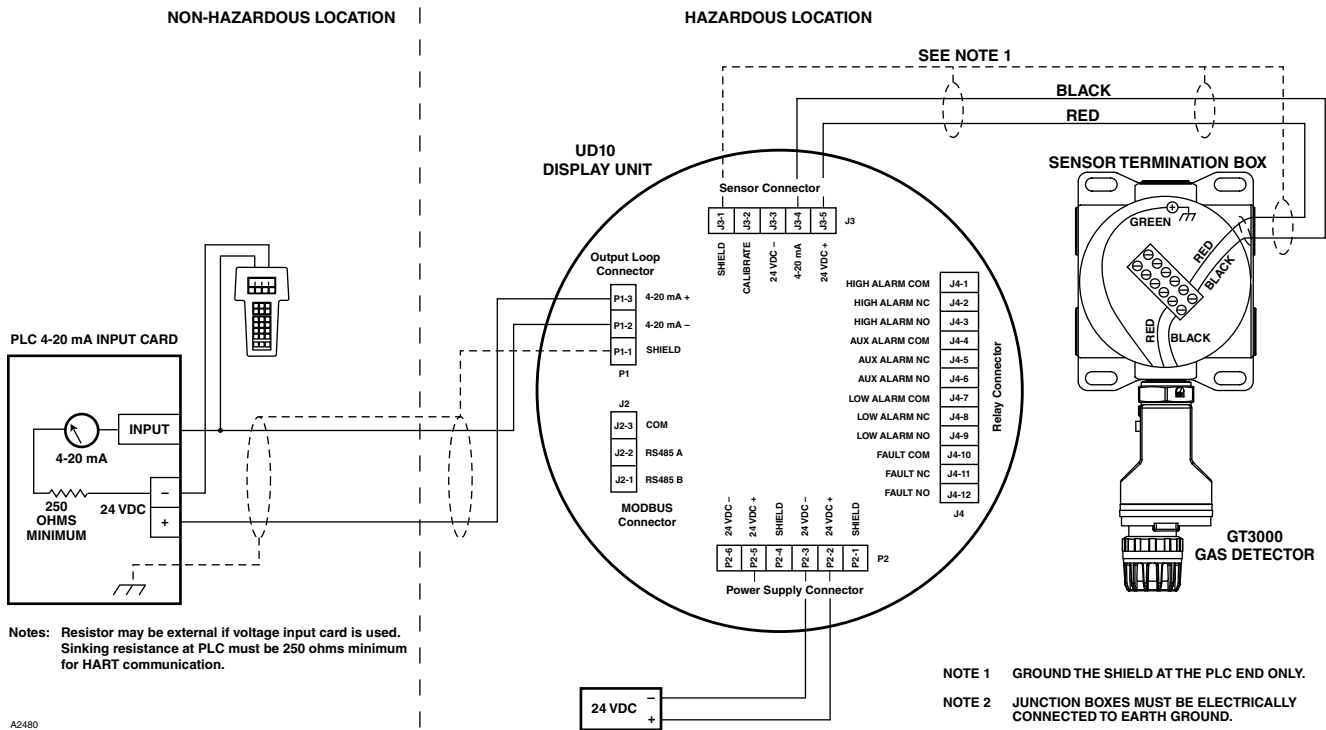 NON-HAZARDOUS LOCATION
HAZARDOUS LOCATION
SEE NOTE 1
BLACK
RED
UD10
DISPLAY UNIT
SENSOR TERMINATION BOX
Sensor Connector
J3-1
J3-2
J3-3
J3-4
J3-5
J3
SHIELD
CALIBRATE
24 VDC –
4-20 mA
24 VDC +
GREEN
RED
BLACK
RED
BLACK
Output Loop
Connector
P1-3
4-20 mA +
P1-2
4-20 mA –
P1-1
SHIELD
P1
J2
J2-3
COM
J2-2
RS485 A
J2-1
RS485 B
MODBUS
Connector
HIGH ALARM COM
J4-1
HIGH ALARM NC
J4-2
HIGH ALARM NO
J4-3
AUX ALARM COM
J4-4
AUX ALARM NC
J4-5
AUX ALARM NO
J4-6
LOW ALARM COM
J4-7
LOW ALARM NC
J4-8
LOW ALARM NO
J4-9
FAULT COM
J4-10
FAULT NC
J4-11
FAULT NO
J4-12
J4
Relay Connector
PLC 4-20 mA INPUT CARD
INPUT
4-20 mA
250
OHMS
MINIMUM
24 VDC
–
+
24 VDC –
24 VDC +
SHIELD
24 VDC –
24 VDC +
SHIELD
P2-6
P2-5
P2-4
P2-3
P2-2
P2-1
P2
Power Supply Connector
GT3000
GAS DETECTOR
Notes: Resistor may be external if voltage input card is used.
Sinking resistance at PLC must be 250 ohms minimum
for HART communication.
24 VDC
–
+
NOTE 1 GROUND THE SHIELD AT THE PLC END ONLY.
NOTE 2 JUNCTION BOXES MUST BE ELECTRICALLY
CONNECTED TO EARTH GROUND.
A2480